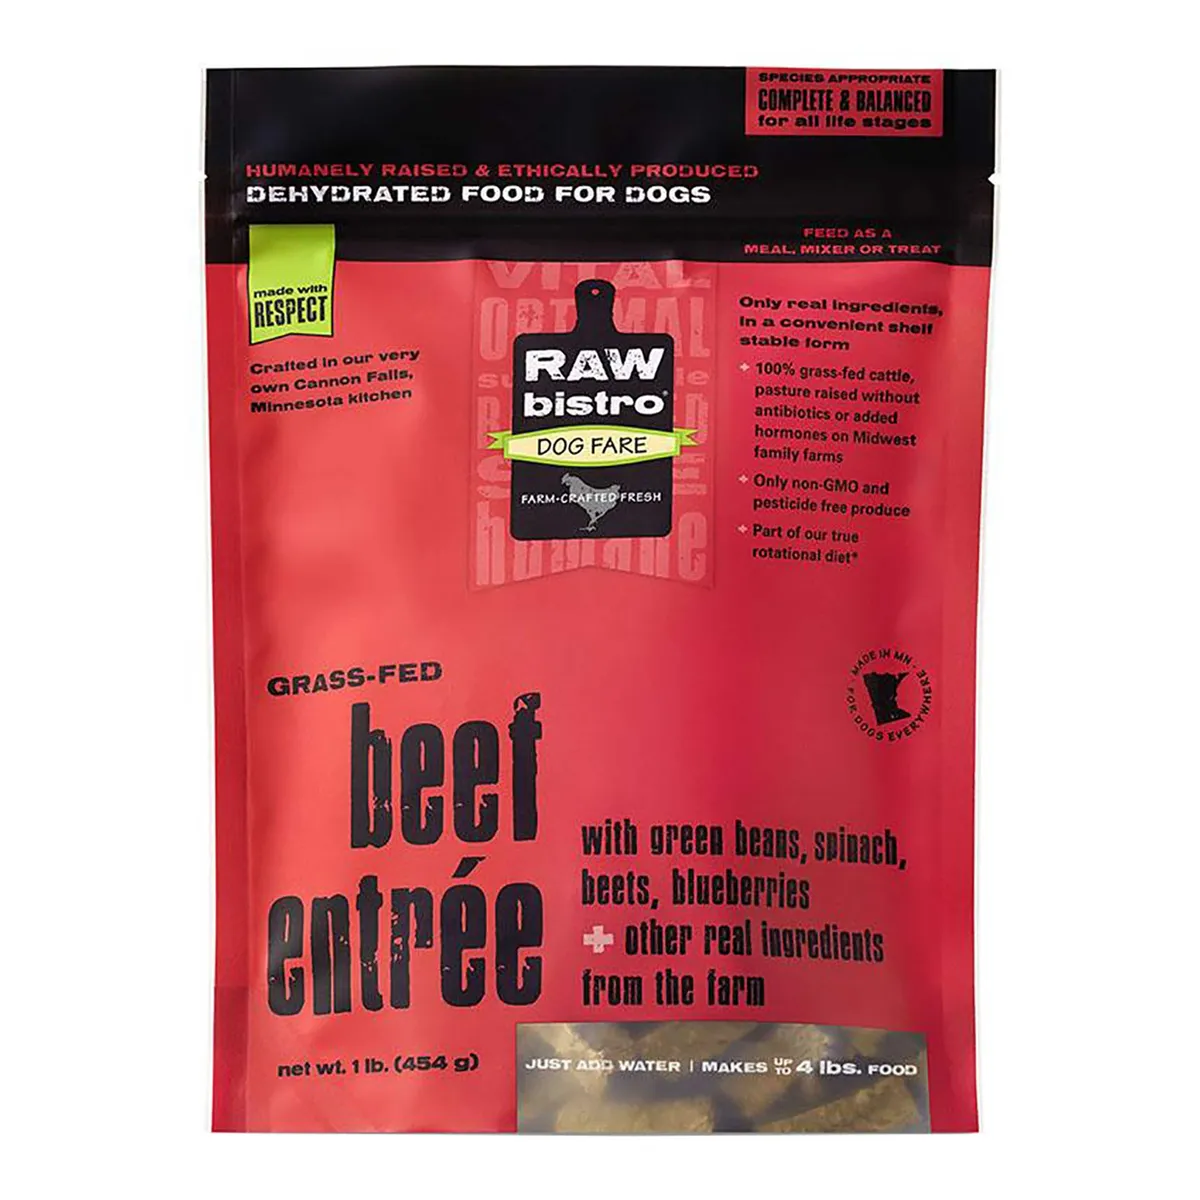 SPECIES APPROPRIATE
COMPLETE & BALANCED
for all life stages
HUMANELY RAISED & ETHICALLY PRODUCED
DEHYDRATED FOOD FOR DOGS
FEED AS A
MEAL, MIXER OR TREAT
made with
RESPECT
Crafted in our very
own Cannon Falls,
Minnesota kitchen
VITAL
OPTIMAL
RAW
bistro®
DOG FARE
FARM-CRAFTED FRESH
humane
Only real ingredients,
in a convenient shelf
stable form
+ 100% grass-fed cattle,
pasture raised without
antibiotics or added
hormones on Midwest
family farms
+ Only non-GMO and
pesticide free produce
+ Part of our true
rotational diet*
MADE IN MN
• FOR DOGS EVERYWHERE •
GRASS-FED
beef
entrée
with green beans, spinach,
beets, blueberries
+ other real ingredients
from the farm
net wt. 1 lb. (454 g)
JUST ADD WATER | MAKES UP TO 4 lbs. FOOD